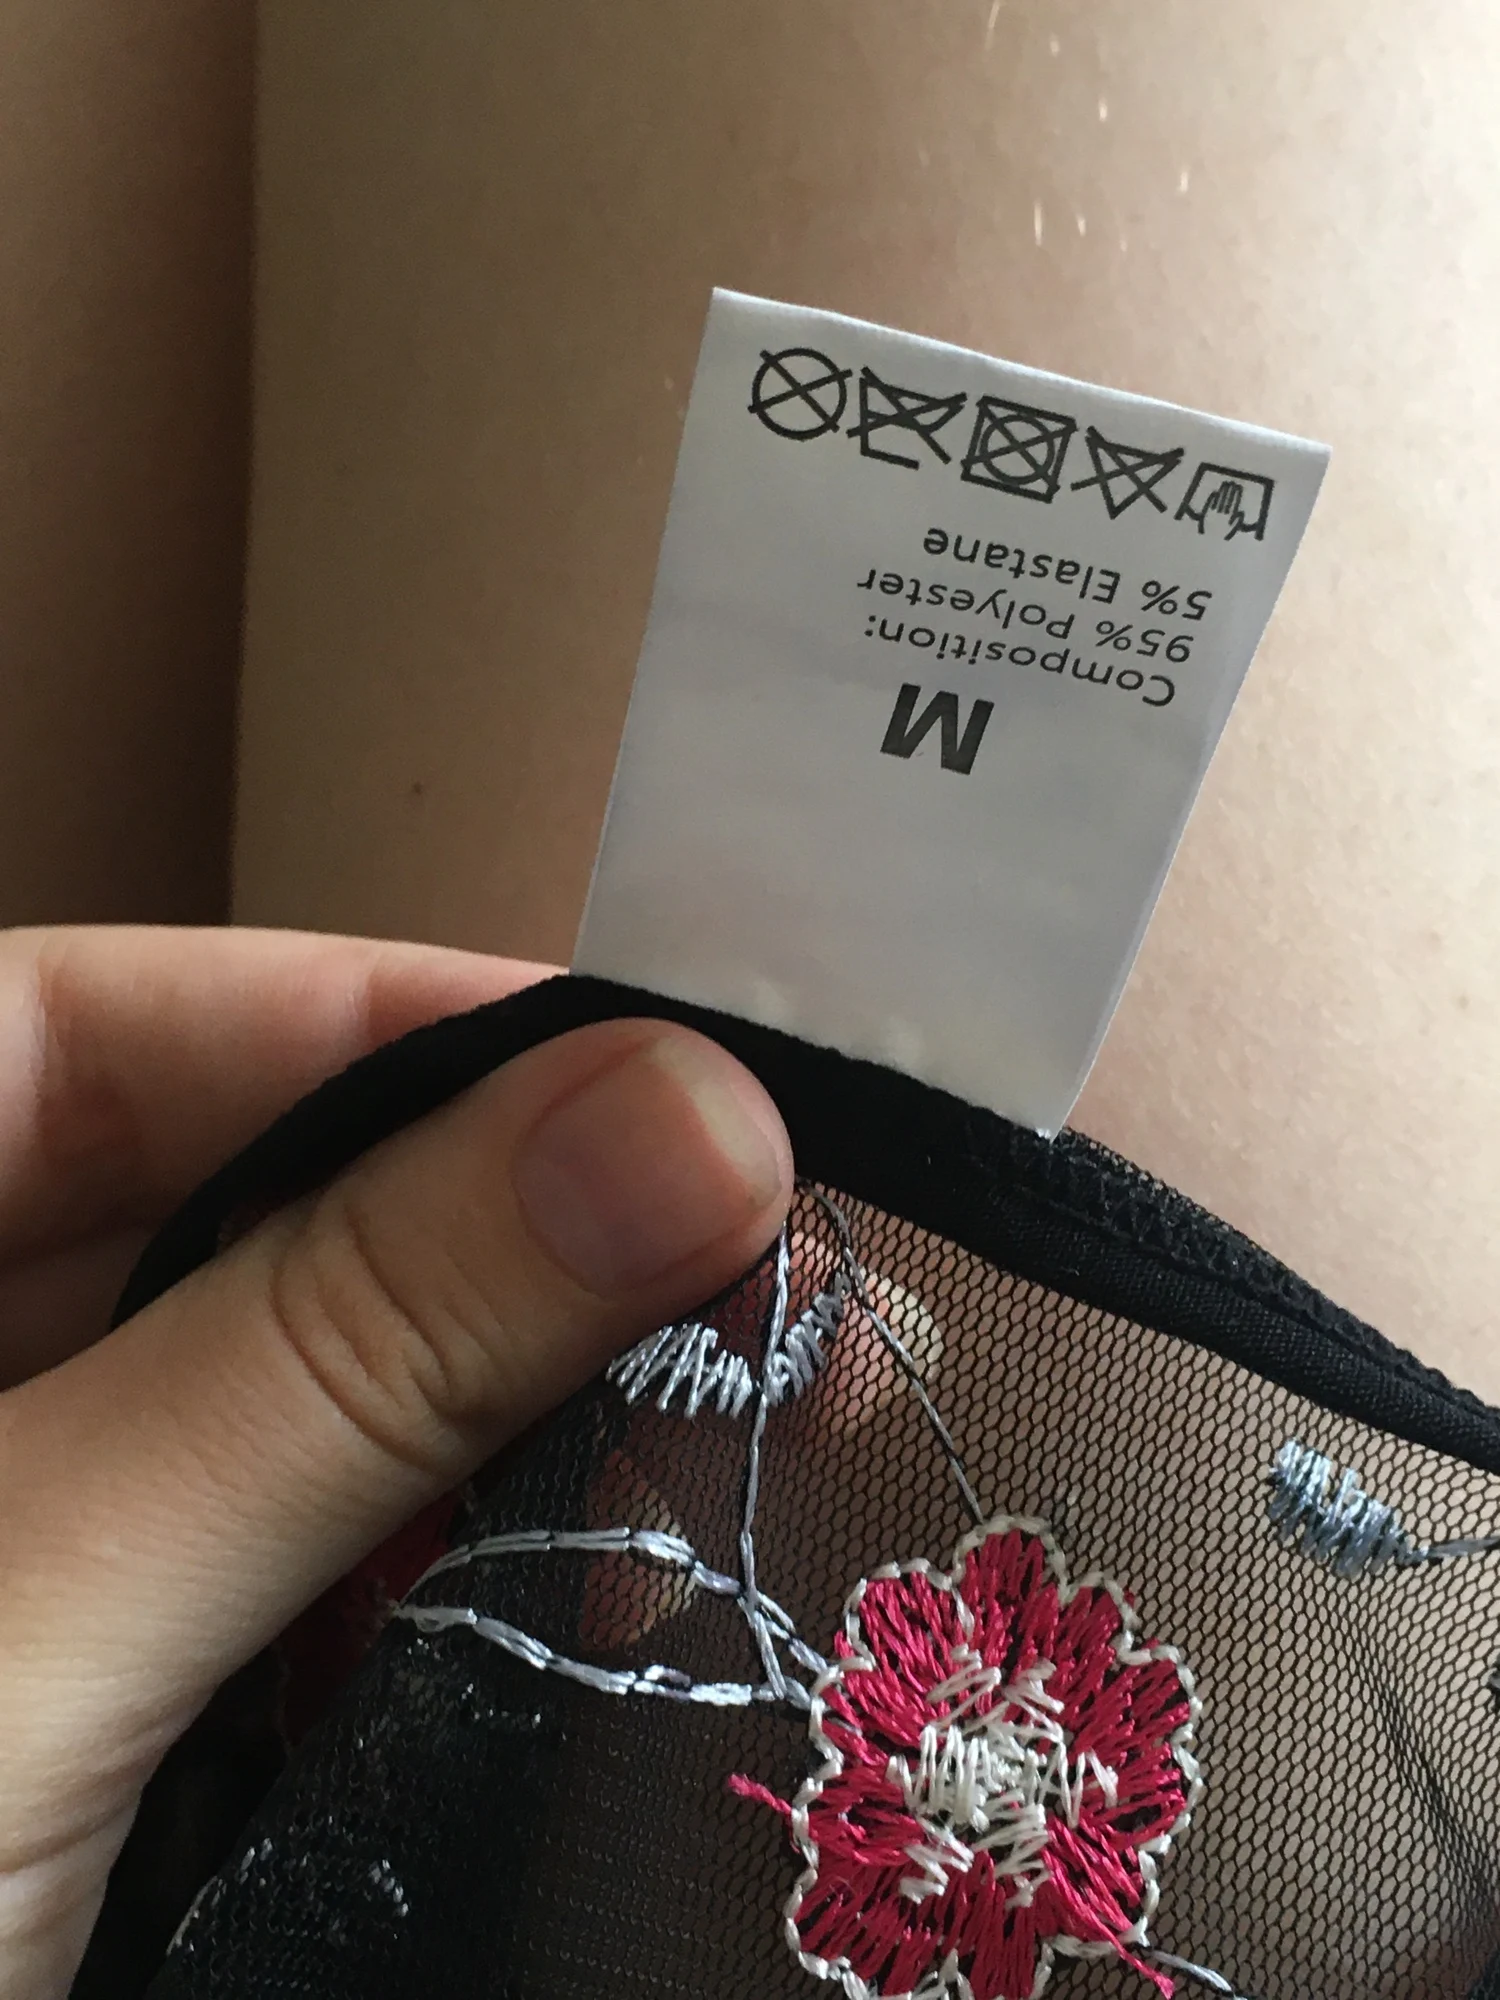 M
Composition:
95% Polyester
5% Elastane